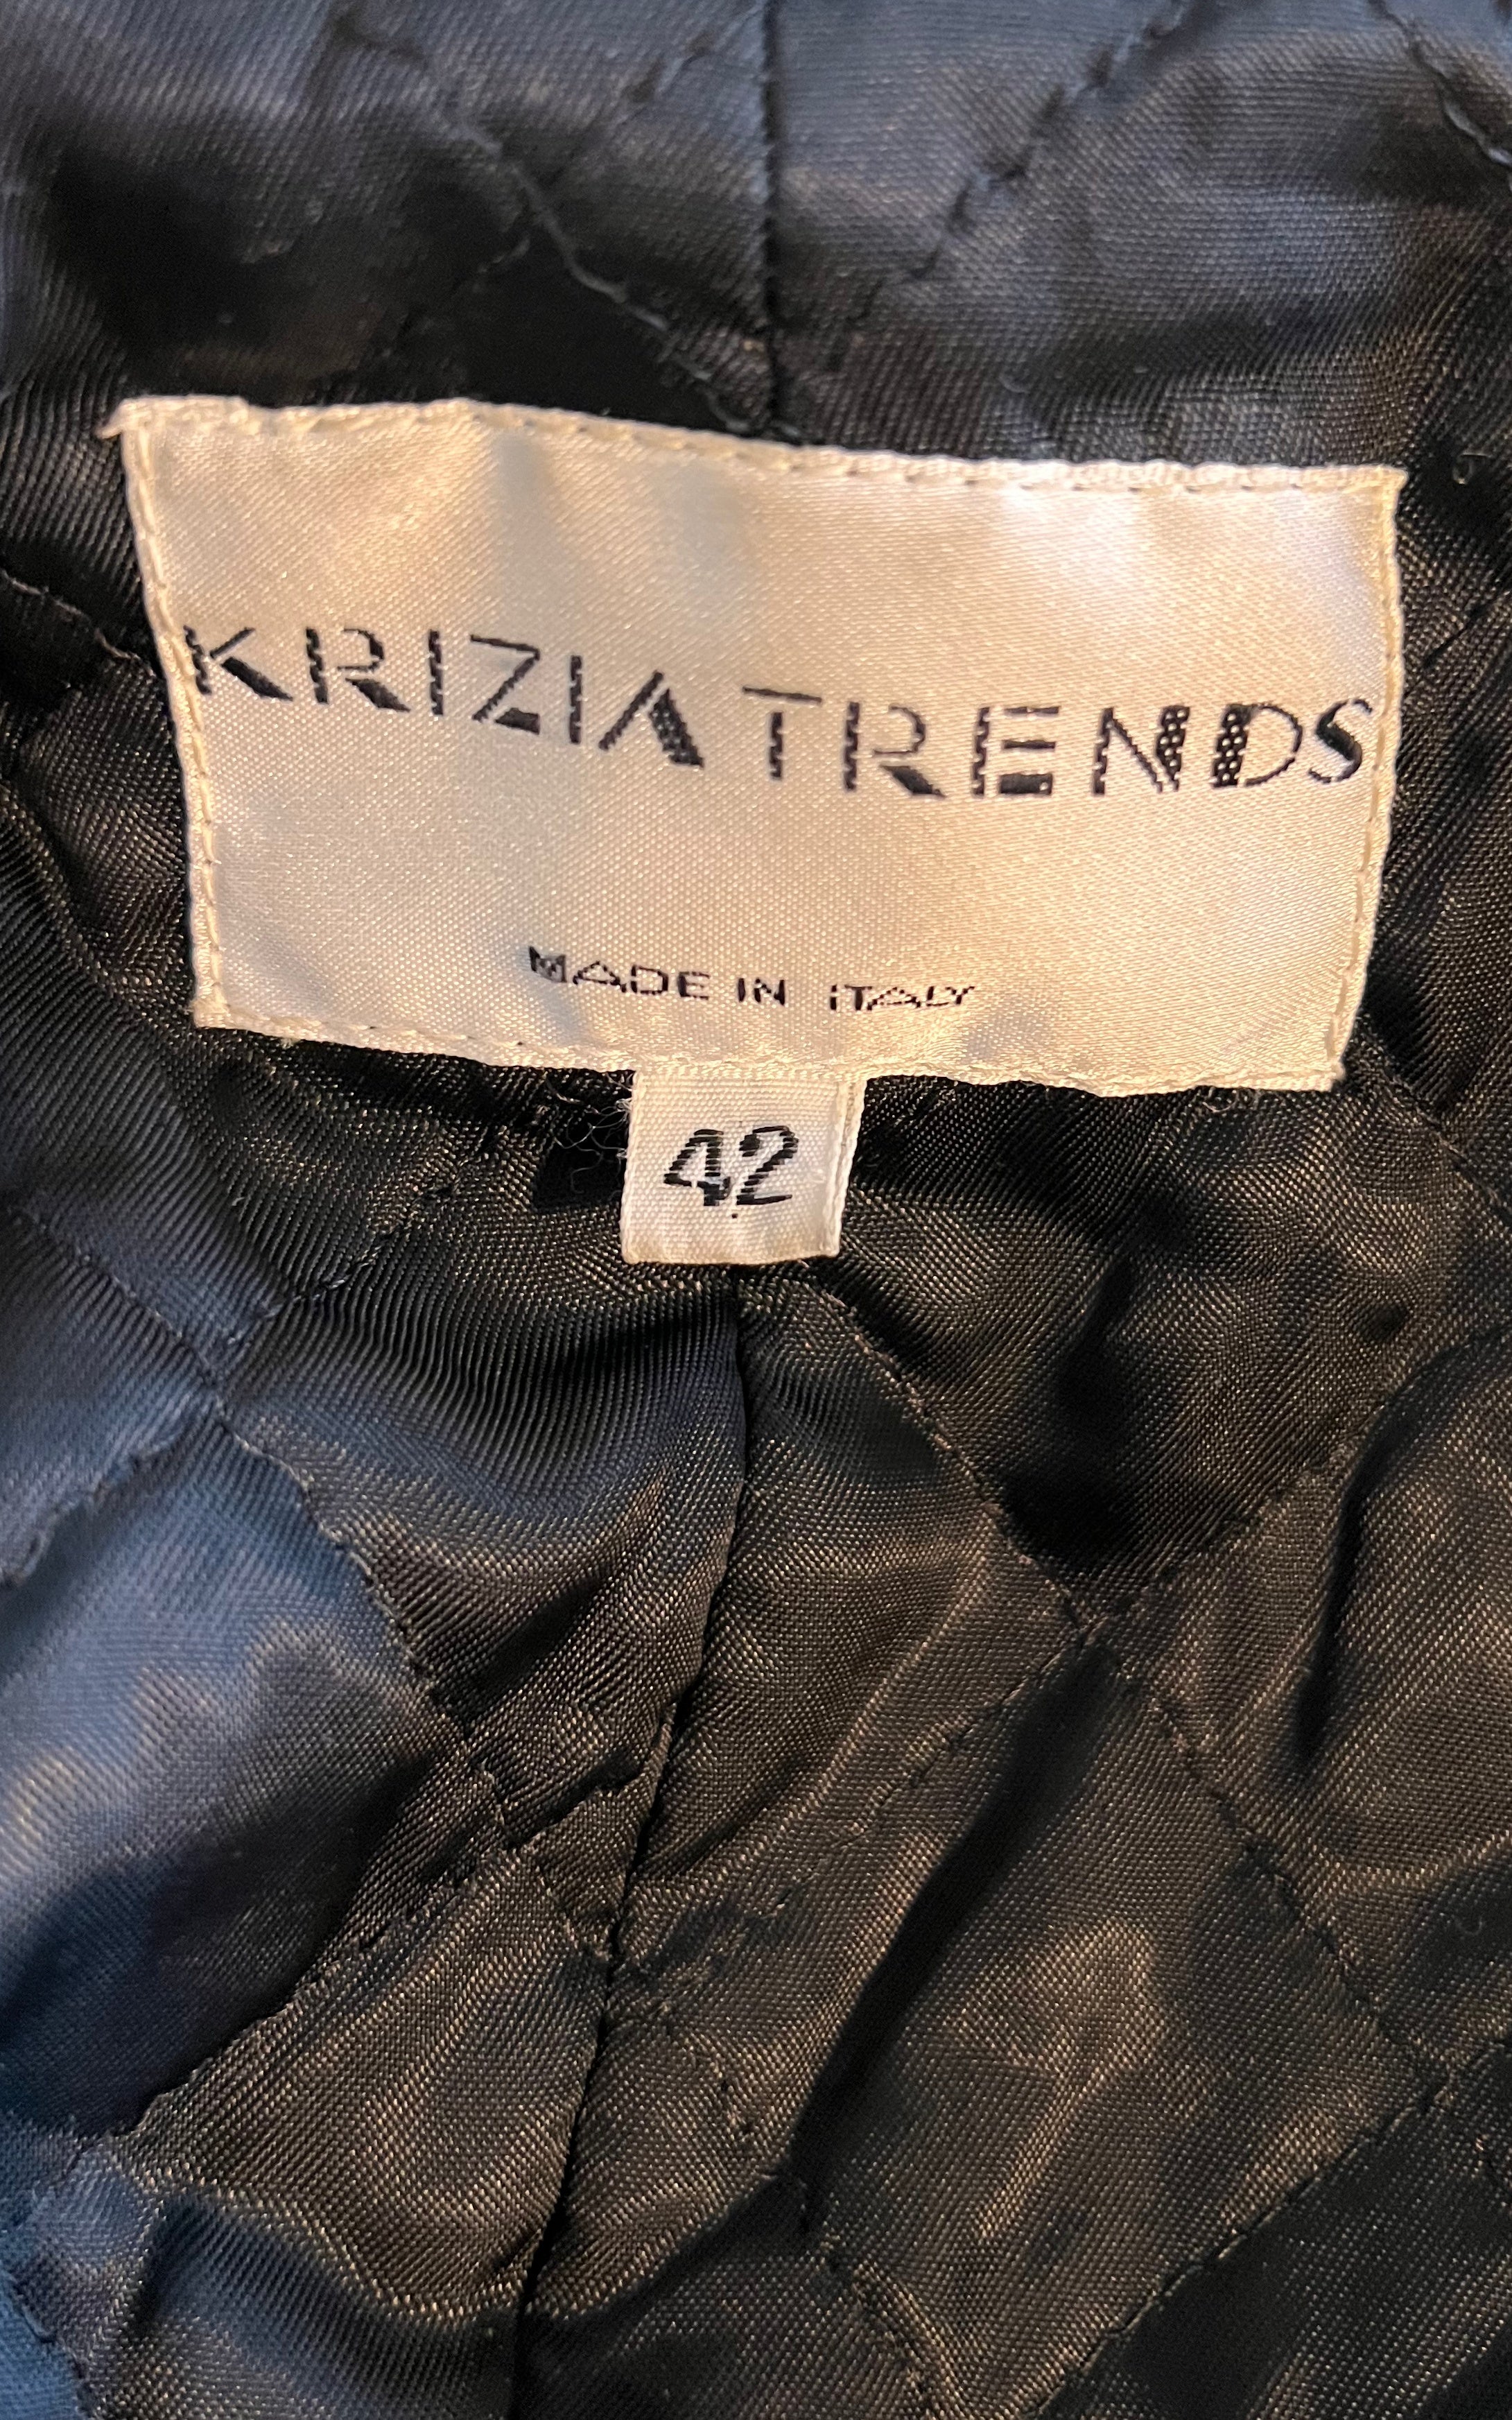 KRIZIA TRENDS
MADE IN ITALY
42